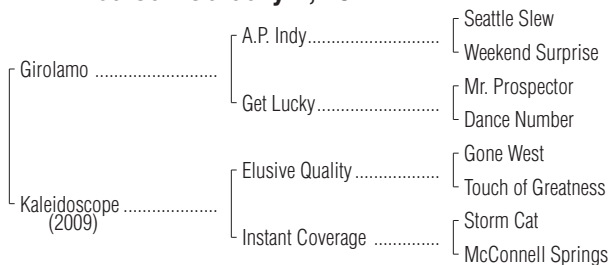 A.P. Indy
Seattle Slew
Weekend Surprise
Girolamo
Get Lucky
Mr. Prospector
Dance Number
Kaleidoscope
(2009)
Elusive Quality
Gone West
Touch of Greatness
Instant Coverage
Storm Cat
McConnell Springs